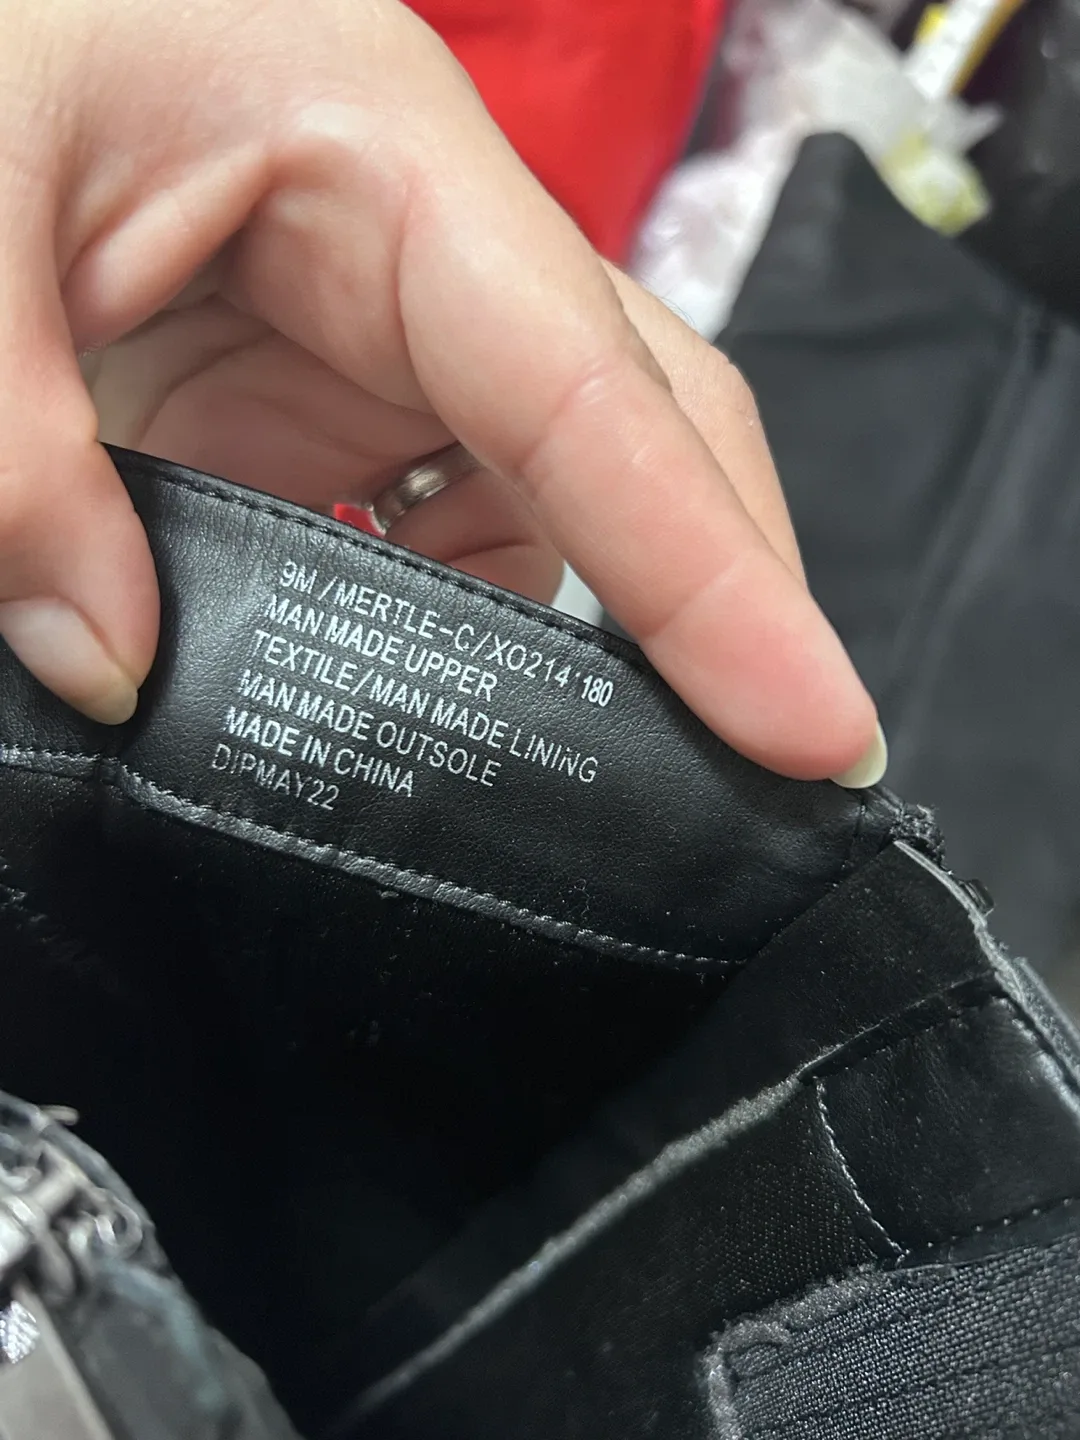 9M /MERTLE-C/XO214 180
MAN MADE UPPER
TEXTILE/MAN MADE LINING
MAN MADE OUTSOLE
MADE IN CHINA
DIPMAY22